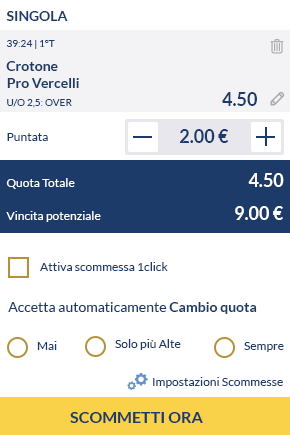 SINGOLA
39:24 | 1°T
Crotone
Pro Vercelli
U/O 2,5: OVER
4.50
Puntata
2.00 €
Quota Totale 4.50
Vincita potenziale 9.00 €
Attiva scommessa 1click
Accetta automaticamente Cambio quota
Mai Solo più Alte Sempre
Impostazioni Scommesse
SCOMMETTI ORA